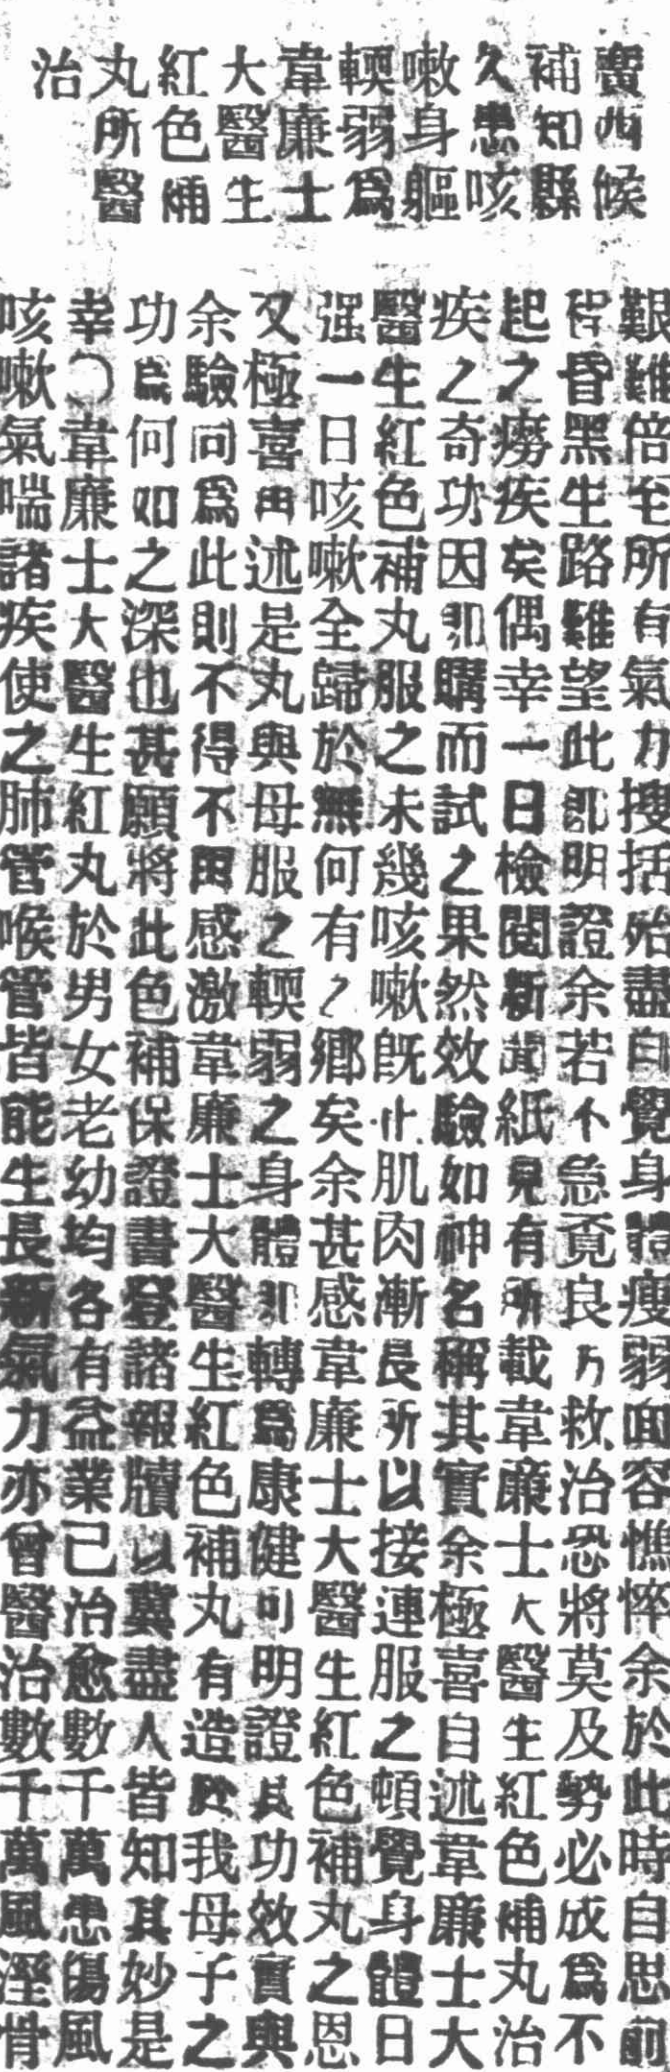 實西候
補知縣
久患咳
嗽身軀
輭弱爲
韋廉士
大醫生
紅色補
丸所醫
治
艱難倍屯所有氣力搜括殆盡自覺身體瘦弱面容憔悴余於此時自思前
程昏黑生路難望此卽明證余若不急覓良方救治恐將莫及勢必成爲不
起之癆疾矣偶幸一日檢閱新聞紙見有所載韋廉士大醫生紅色補丸治
疾之奇功因卽購而試之果然效驗如神名稱其實余極喜自述韋廉士大
醫生紅色補丸服之未幾咳嗽旣止肌肉漸長所以接連服之頓覺身體日
强一日咳嗽全歸於無何有之鄉矣余甚感韋廉士大醫生紅色補丸之恩
又極喜由述是丸與母服之輭弱之身體卽轉爲康健可明證其功效實與
余驗同爲此則不得不由感激韋廉士大醫生紅色補丸有造於我母子之
功爲何如之深也甚願將此色補保證書登諸報牘以冀盡人皆知其妙是
幸〇韋廉士大醫生紅丸於男女老幼均各有益業已治愈數千萬患傷風
咳嗽氣喘諸疾使之肺管喉管皆能生長新氣力亦曾醫治數千萬風溼骨